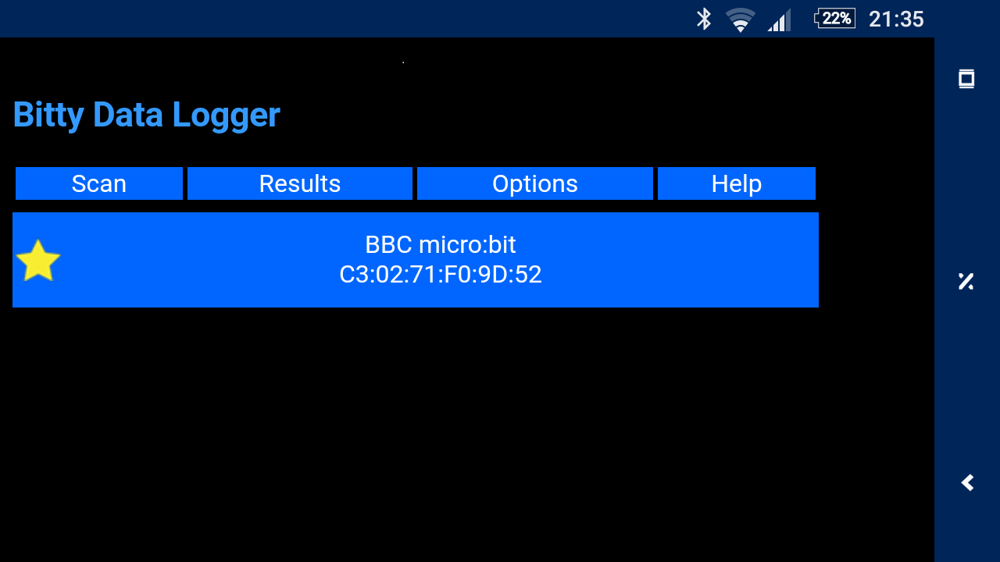 22% 21:35
Bitty Data Logger
Scan Results Options Help
BBC micro:bit
C3:02:71:F0:9D:52